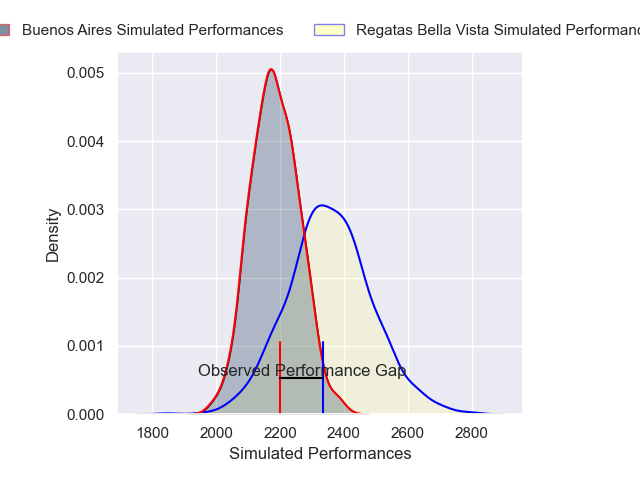 Buenos Aires Simulated Performances
Regatas Bella Vista Simulated
0.005
0.004
0.003
0.002
0.001
0.000
Density
Observed Performance Gap
1800 2000 2200 2400 2600 2800
Simulated Performances